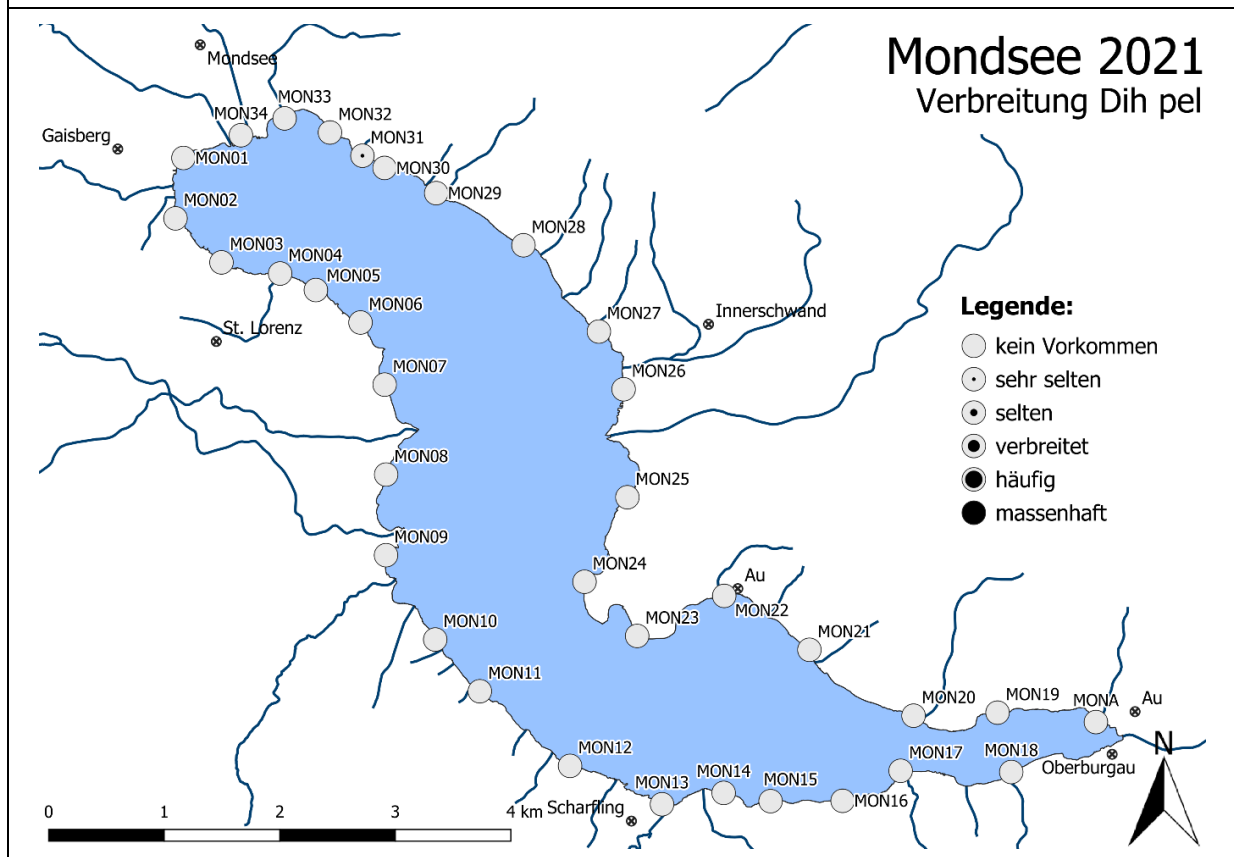 Mondsee 2021
Verbreitung Dih pel
Mondsee
MON33
MON34
MON32
MON31
Gaisberg
MON01
MON30
MON29
MON02
MON28
MON03
MON04
MON05
MON06
MON27
Innerschwand
St. Lorenz
MON07
MON26
MON08
MON25
MON09
MON24
Au
MON22
MON10
MON23
MON21
MON11
MON20
MON19
MONA
Au
MON12
MON17
MON18
Oberburgau
N
MON13
MON14
MON15
MON16
Scharfling
Legende:
kein Vorkommen
sehr selten
selten
verbreitet
häufig
massenhaft
0 1 2 3 4 km